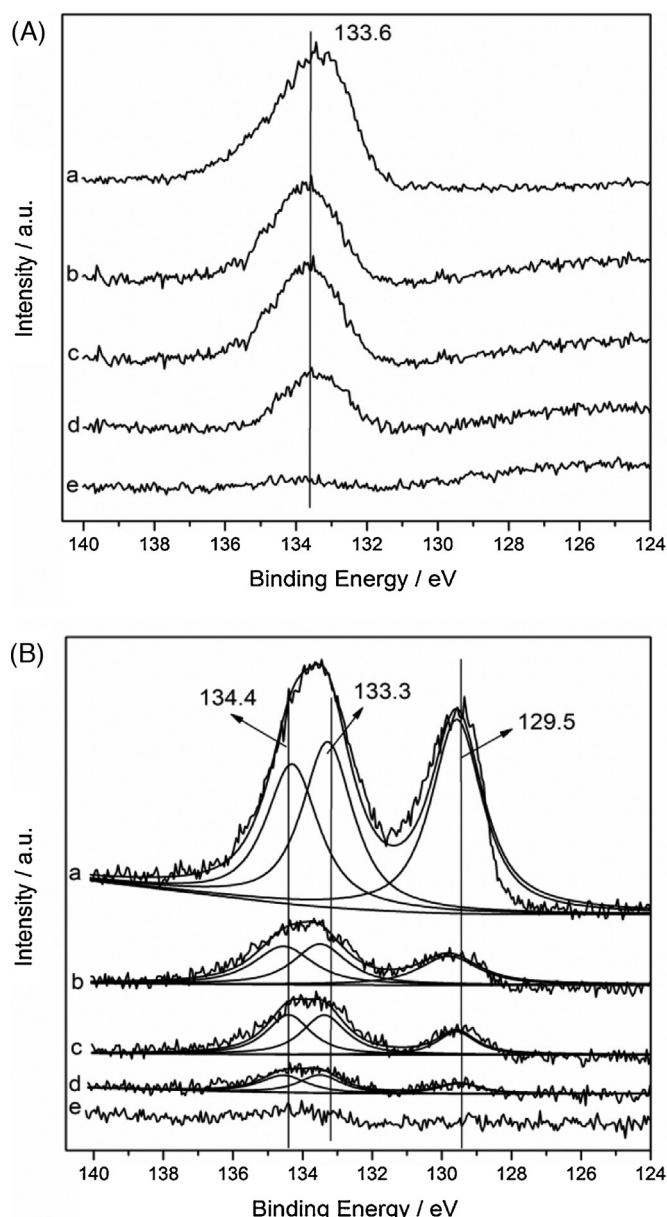 (A)
133.6
a
b
c
d
e
Intensity / a.u.
140 138 136 134 132 130 128 126 124
Binding Energy / eV
(B)
134.4
133.3
129.5
a
b
c
d
e
Intensity / a.u.
140 138 136 134 132 130 128 126 124
Binding Energy / eV